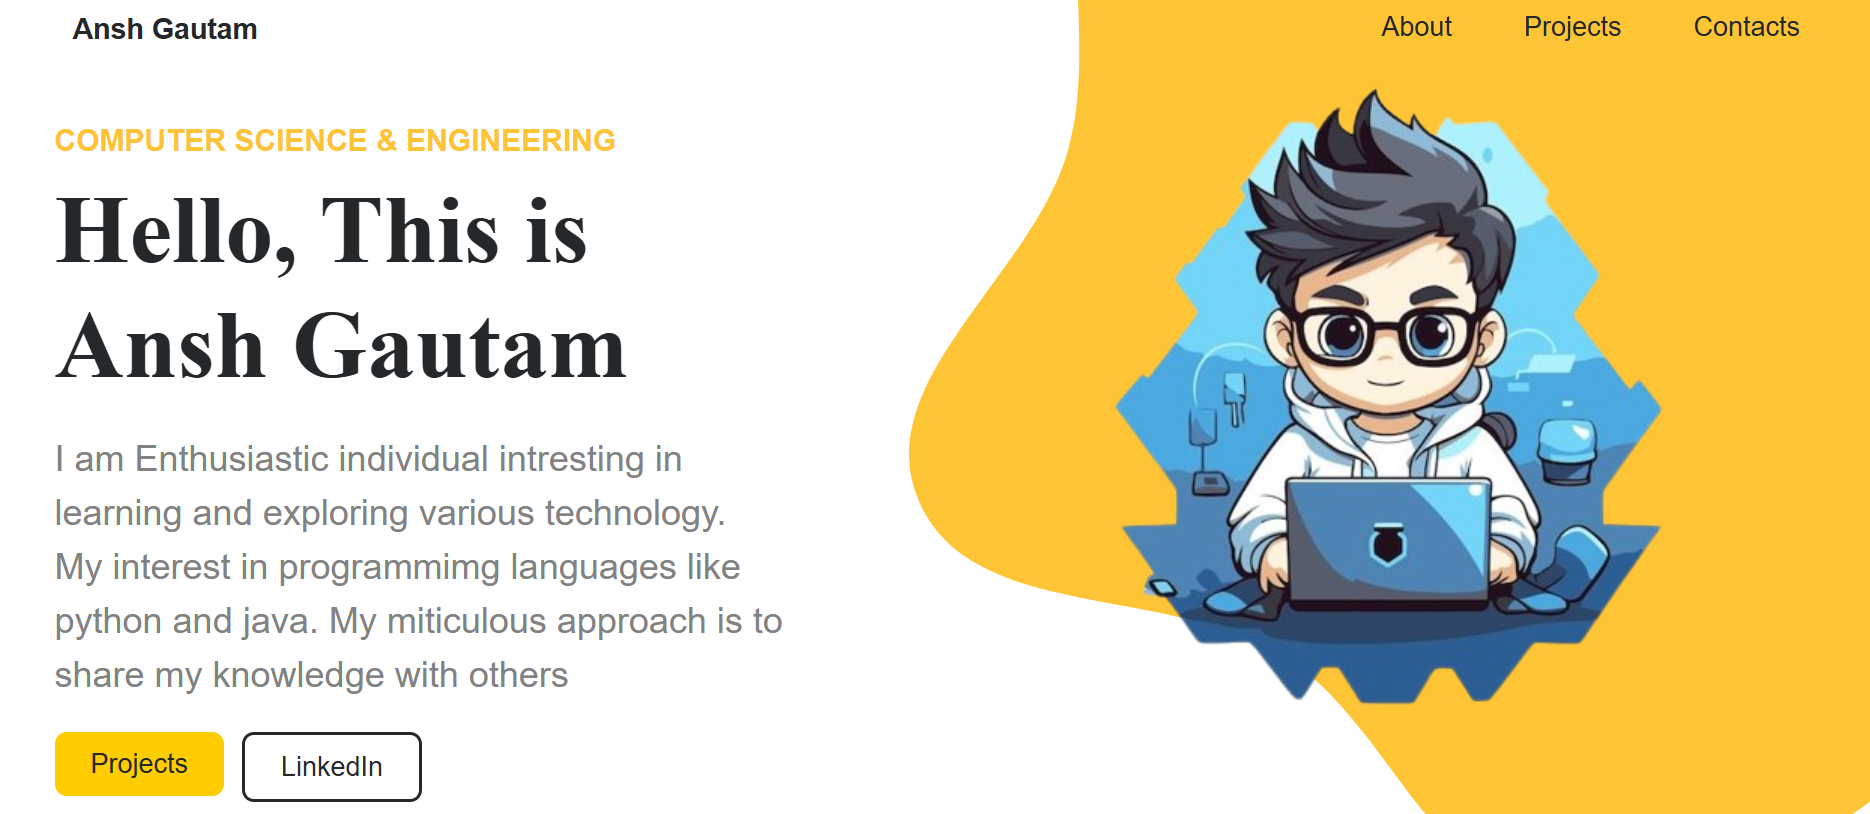 Ansh Gautam
About
Projects
Contacts
COMPUTER SCIENCE & ENGINEERING
Hello, This is
Ansh Gautam
I am Enthusiastic individual intresting in
learning and exploring various technology.
My interest in programmimg languages like
python and java. My miticulous approach is to
share my knowledge with others
Projects
LinkedIn